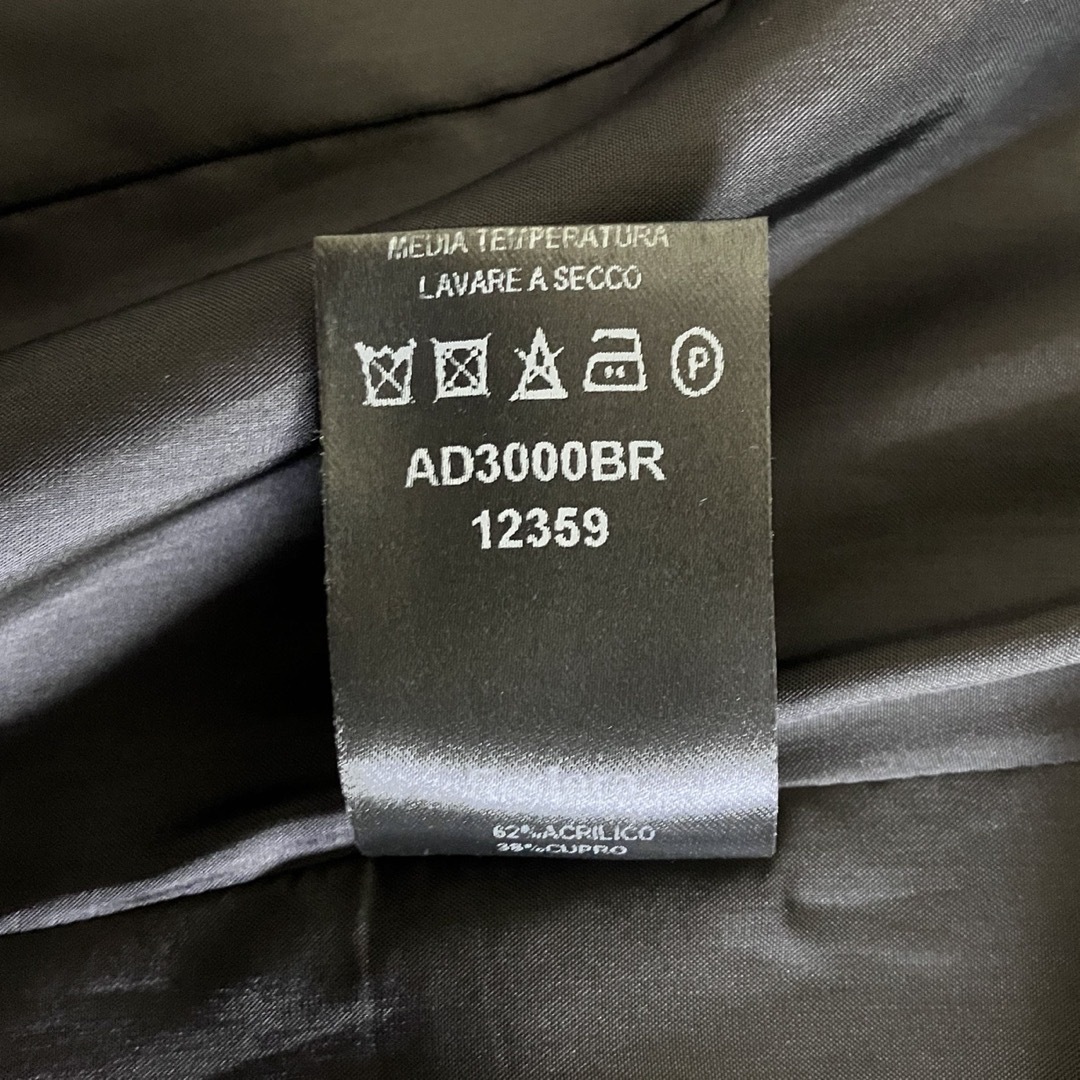 MEDIA TEMPERATURA
LAVARE A SECCO
P
AD3000BR
12359
62%ACRILICO
38%CUPRO